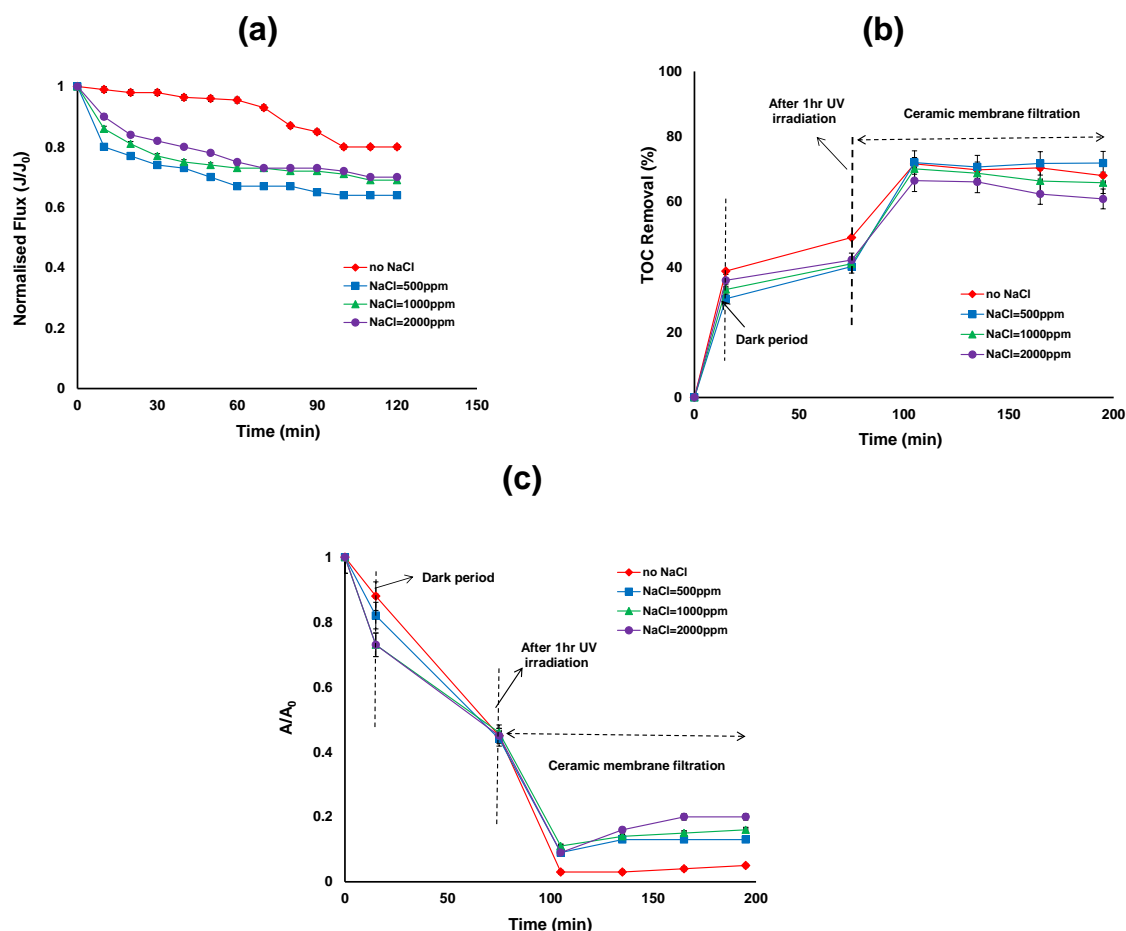 (a)
1
0.8
0.6
0.4
0.2
0
Normalised Flux (J/J0)
no NaCl
NaCl=500ppm
NaCl=1000ppm
NaCl=2000ppm
0 30 60 90 120 150
Time (min)
(b)
100
80
60
40
20
0
TOC Removal (%)
After 1hr UV
irradiation
Ceramic membrane filtration
Dark period
no NaCl
NaCl=500ppm
NaCl=1000ppm
NaCl=2000ppm
0 50 100 150 200
Time (min)
(c)
1
0.8
0.6
0.4
0.2
0
A/A0
Dark period
After 1hr UV
irradiation
Ceramic membrane filtration
no NaCl
NaCl=500ppm
NaCl=1000ppm
NaCl=2000ppm
0 50 100 150 200
Time (min)